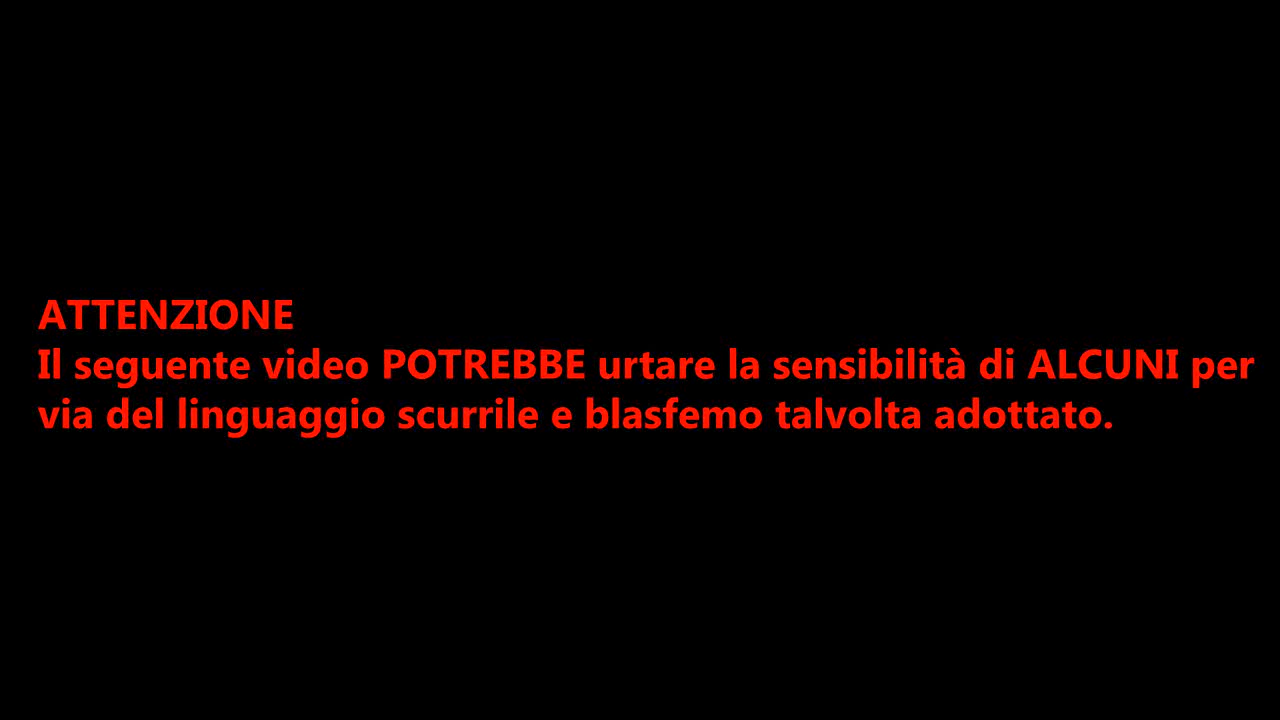 ATTENZIONE
Il seguente video POTREBBE urtare la sensibilità di ALCUNI per
via del linguaggio scurrile e blasfemo talvolta adottato.